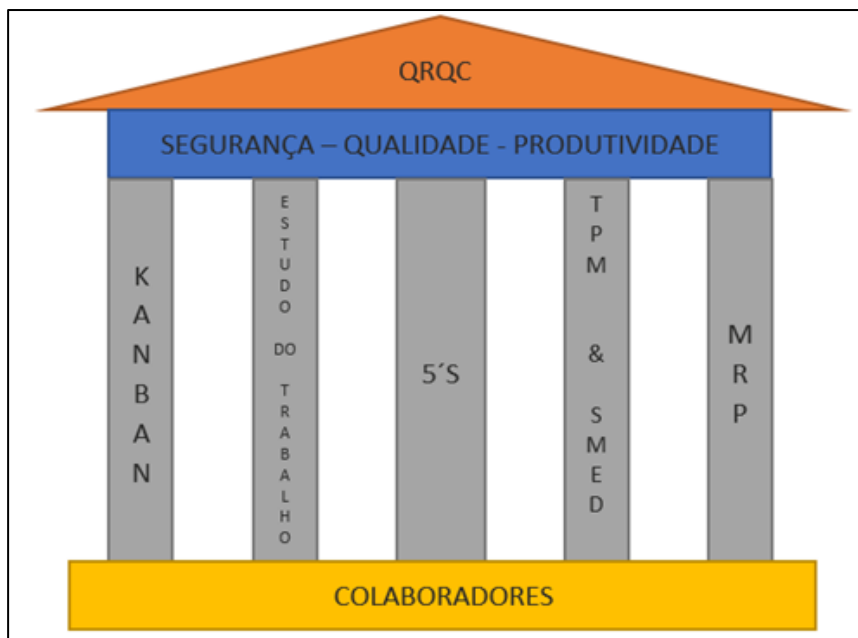 QRQC
SEGURANÇA – QUALIDADE - PRODUTIVIDADE
KANBAN
ESTUDO DO TRABALHO
5´S
TPM & SMED
MRP
COLABORADORES